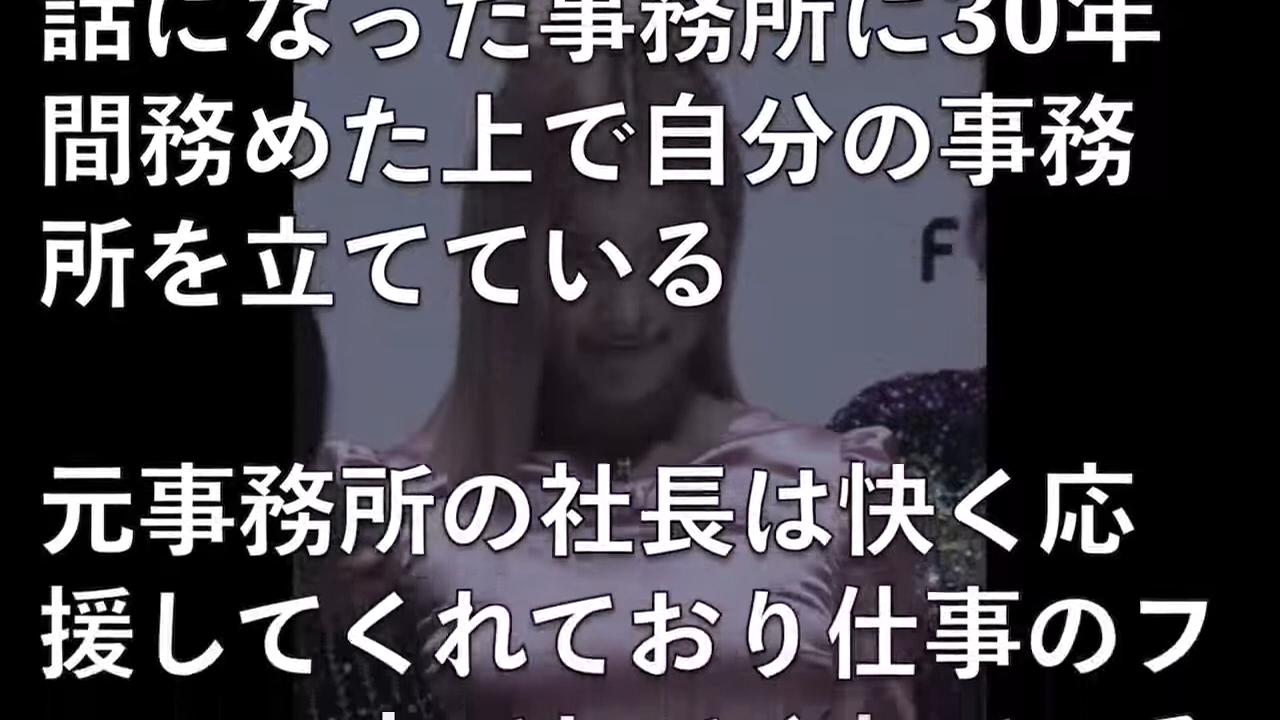 話になった事務所に30年
間務めた上で自分の事務
所を立てている
F
元事務所の社長は快く応
援してくれており仕事のフ